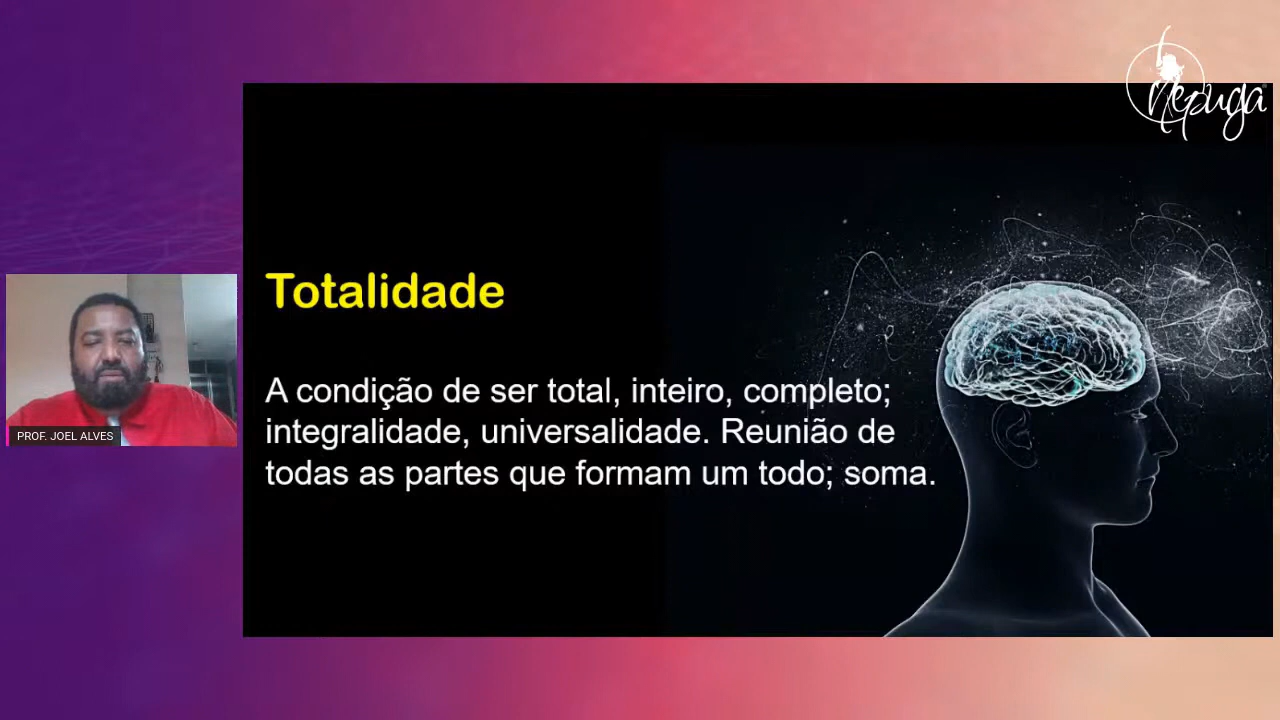 nepuga
Totalidade
A condição de ser total, inteiro, completo;
integralidade, universalidade. Reunião de
todas as partes que formam um todo; soma.
PROF. JOEL ALVES